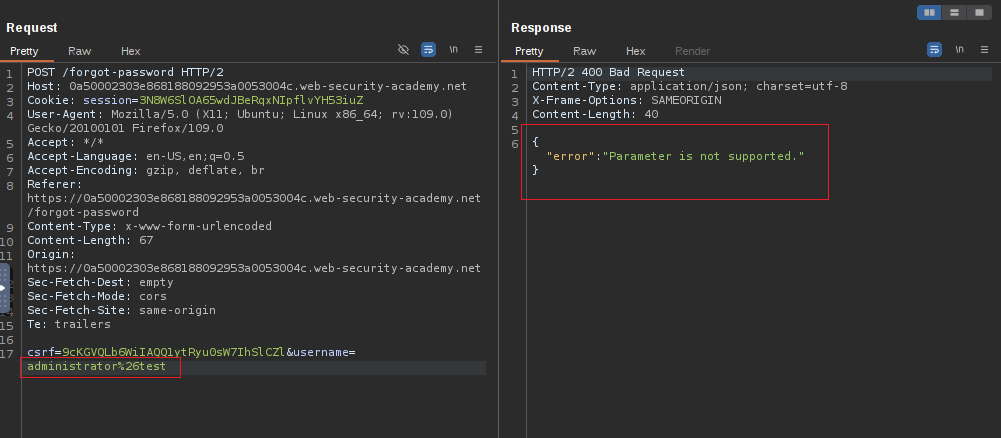 Request
Pretty Raw Hex \n
1 POST /forgot-password HTTP/2
2 Host: 0a50002303e868188092953a0053004c.web-security-academy.net
3 Cookie: session=3N8W6SlOA65wdJBeRqxNIpflvYH53iuZ
4 User-Agent: Mozilla/5.0 (X11; Ubuntu; Linux x86_64; rv:109.0)
Gecko/20100101 Firefox/109.0
5 Accept: */*
6 Accept-Language: en-US,en;q=0.5
7 Accept-Encoding: gzip, deflate, br
8 Referer:
https://0a50002303e868188092953a0053004c.web-security-academy.net
/forgot-password
9 Content-Type: x-www-form-urlencoded
10 Content-Length: 67
11 Origin:
https://0a50002303e868188092953a0053004c.web-security-academy.net
Sec-Fetch-Dest: empty
Sec-Fetch-Mode: cors
Sec-Fetch-Site: same-origin
15 Te: trailers
16
17 csrf=9cKGVQLb6WiIAQQlytRyu0sW7IhSlCZl&username=
administrator%26test
Response
Pretty Raw Hex Render \n
1 HTTP/2 400 Bad Request
2 Content-Type: application/json; charset=utf-8
3 X-Frame-Options: SAMEORIGIN
4 Content-Length: 40
5
6 {
"error":"Parameter is not supported."
}